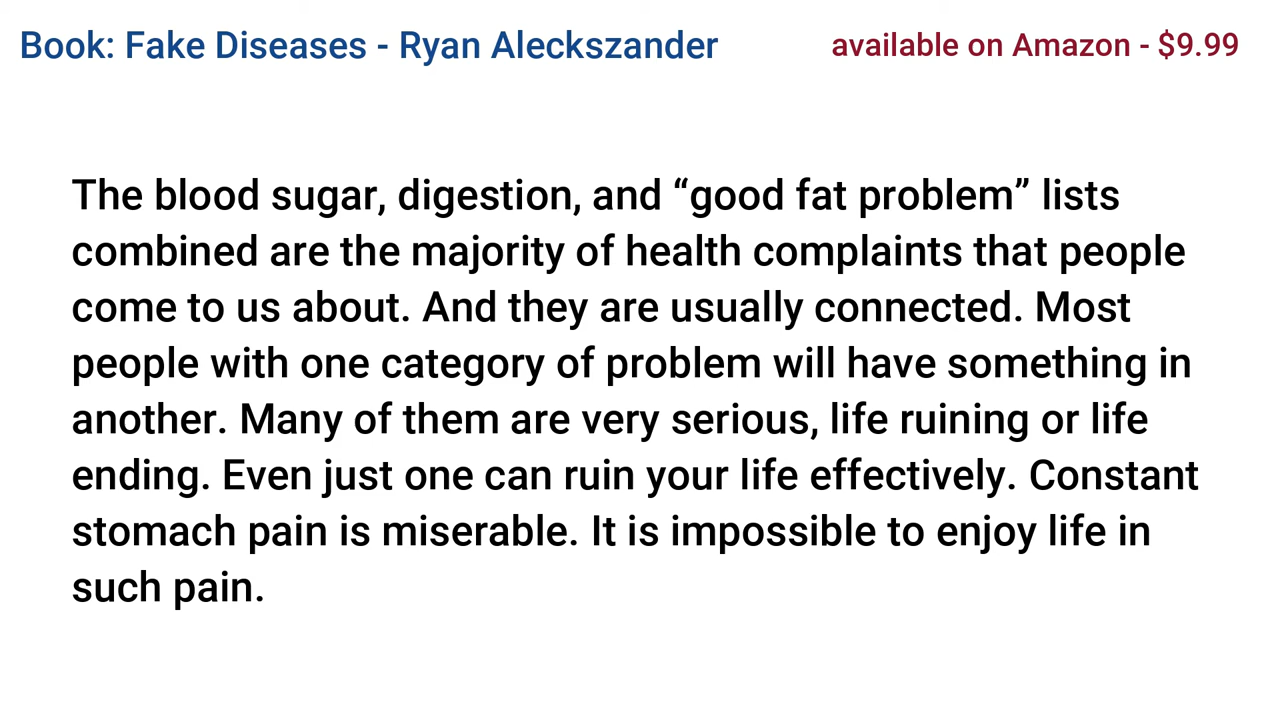 Book: Fake Diseases - Ryan Aleckszander
available on Amazon - $9.99
The blood sugar, digestion, and “good fat problem” lists
combined are the majority of health complaints that people
come to us about. And they are usually connected. Most
people with one category of problem will have something in
another. Many of them are very serious, life ruining or life
ending. Even just one can ruin your life effectively. Constant
stomach pain is miserable. It is impossible to enjoy life in
such pain.